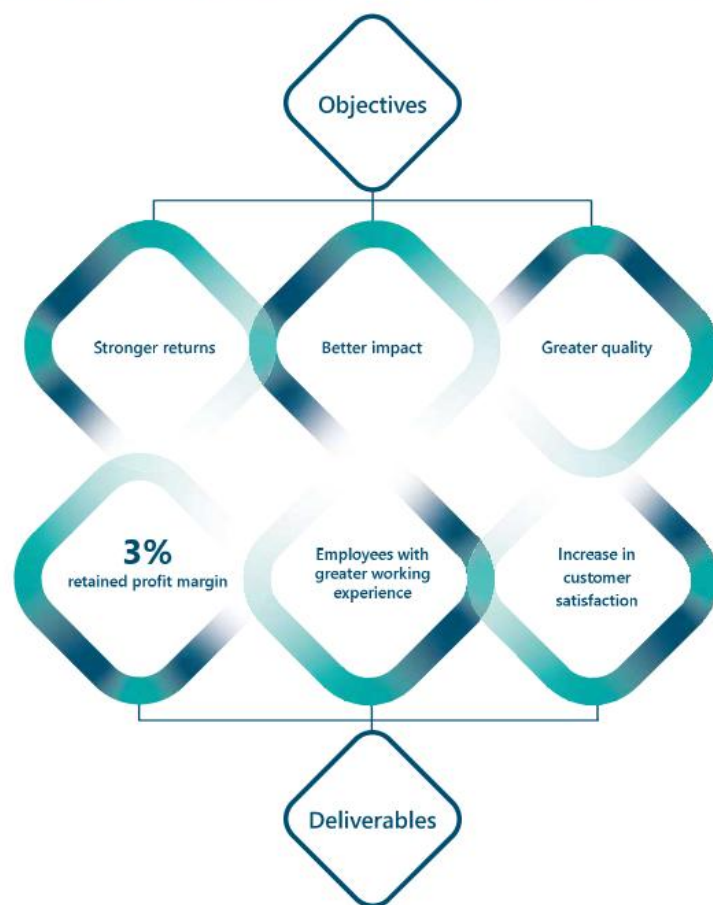 Objectives
Stronger returns
Better impact
Greater quality
3%
retained profit margin
Employees with
greater working
experience
Increase in
customer
satisfaction
Deliverables